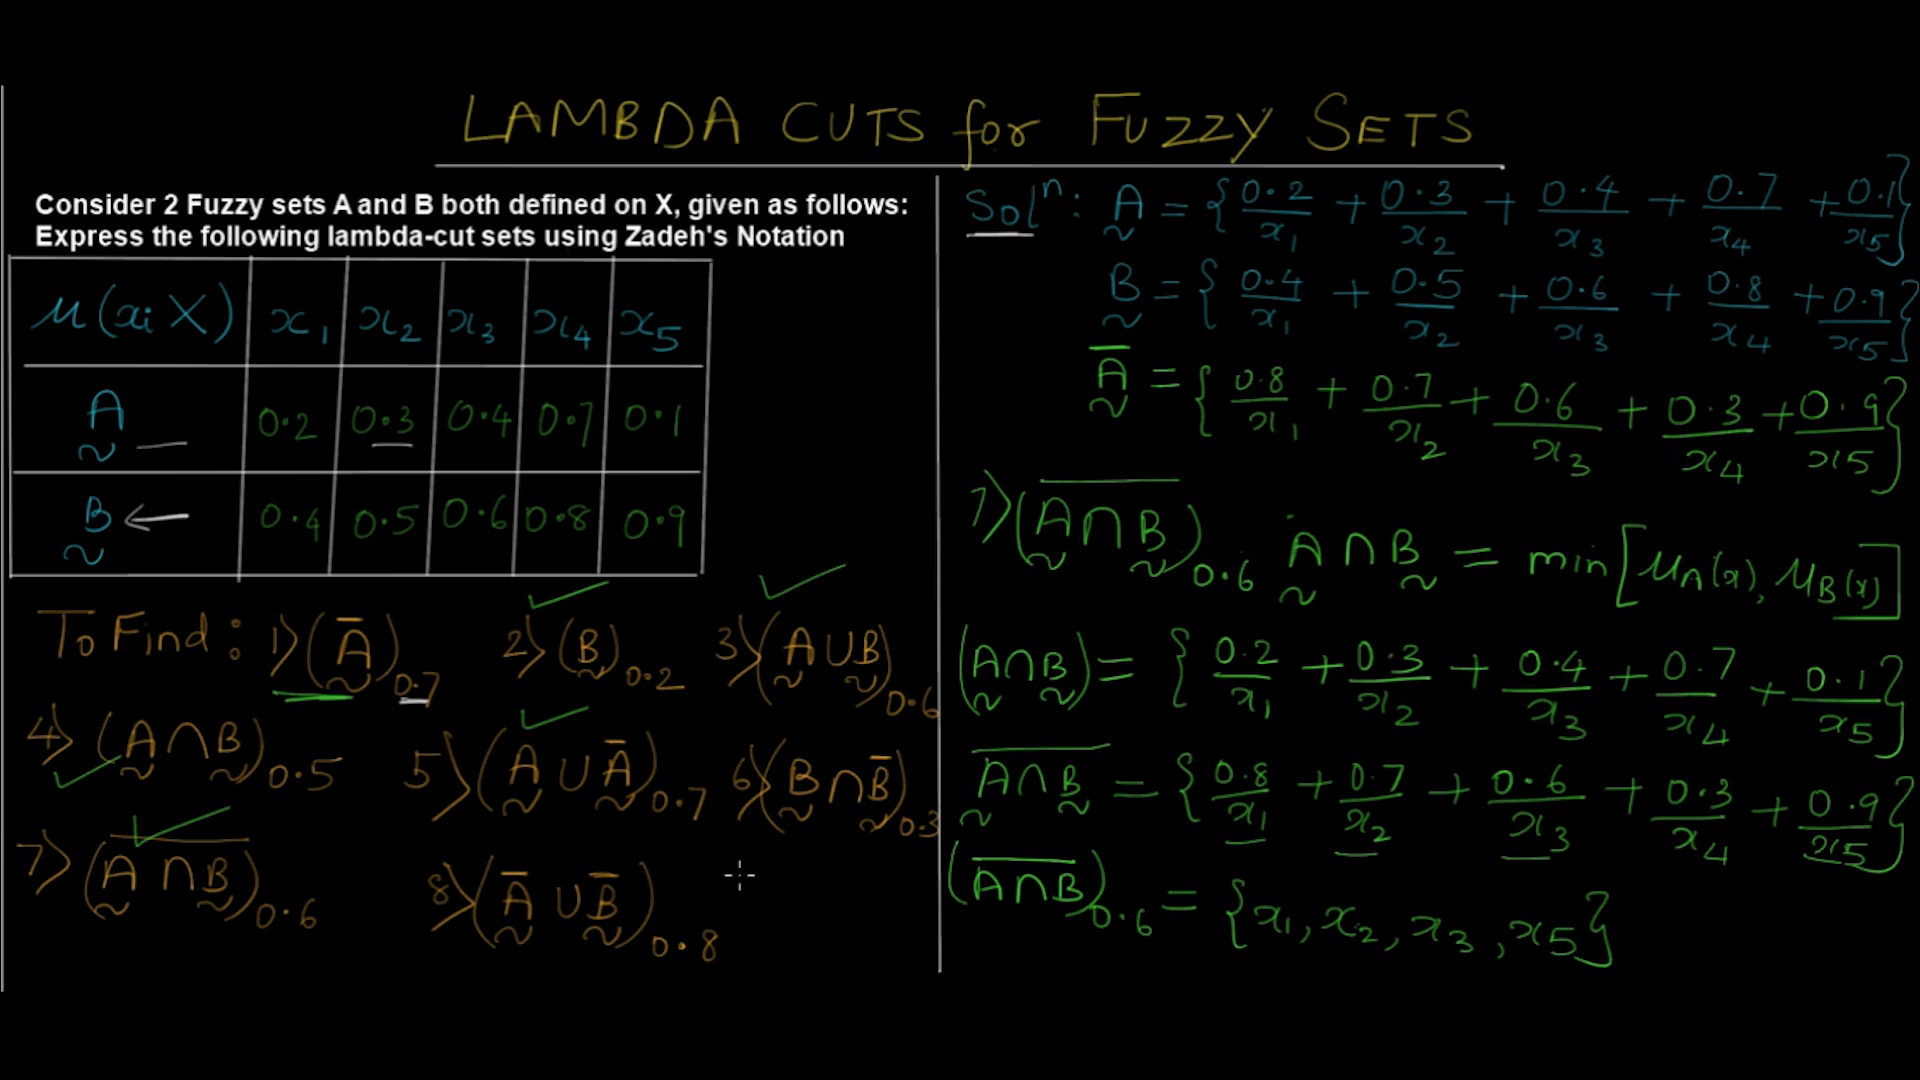 LAMBDA CUTS for FUZZY SETS
Consider 2 Fuzzy sets A and B both defined on X, given as follows:
Express the following lambda-cut sets using Zadeh's Notation
μ(xi X) x₁ x₂ x₃ x₄ x₅
A̰ 0.2 0.3 0.4 0.7 0.1
B̰ ← 0.4 0.5 0.6 0.8 0.9
To Find: 1) (A̰̅)0.7 2) (B̰)0.2 3) (A̰ ∪ B̰)0.6
4) (A̰ ∩ B̰)0.5 5) (A̰ ∪ A̰̅)0.7 6) (B̰ ∩ B̰̅)0.3
7) (\overline{A̰ ∩ B̰})0.6 8) (A̰̅ ∪ B̰̅)0.8
Solⁿ: A̰ = {0.2/x₁ + 0.3/x₂ + 0.4/x₃ + 0.7/x₄ + 0.1/x₅}
B̰ = {0.4/x₁ + 0.5/x₂ + 0.6/x₃ + 0.8/x₄ + 0.9/x₅}
A̰̅ = {0.8/x₁ + 0.7/x₂ + 0.6/x₃ + 0.3/x₄ + 0.9/x₅}
7) (\overline{A̰ ∩ B̰})0.6 A̰ ∩ B̰ = min[μA(x), μB(x)]
(A̰ ∩ B̰) = {0.2/x₁ + 0.3/x₂ + 0.4/x₃ + 0.7/x₄ + 0.1/x₅}
\overline{A̰ ∩ B̰} = {0.8/x₁ + 0.7/x₂ + 0.6/x₃ + 0.3/x₄ + 0.9/x₅}
(\overline{A ∩ B})0.6 = {x₁, x₂, x₃, x₅}